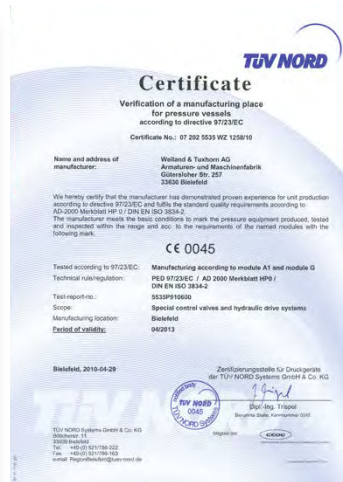 TÜV NORD
Certificate
Verification of a manufacturing place
for pressure vessels
according to directive 97/23/EC
Certificate No.: 07 202 5535 WZ 1258/10
Name and address of
manufacturer:
Welland & Tuxhorn AG
Armaturen- und Maschinenfabrik
Gütersloher Str. 257
33630 Bielefeld
We hereby certify that the manufacturer has demonstrated proven experience for unit production
according to directive 97/23/EC and fulfils the standard quality requirements according to
AD-2000 Merkblatt HP 0 / DIN EN ISO 3834-2.
The manufacturer meets the basic conditions to mark the pressure equipment produced, tested
and inspected within the range and acc. to the requirements of the named modules with the
following mark.
CE 0045
Tested according to 97/23/EC: Manufacturing according to module A1 and module G
Technical rule/regulation: PED 97/23/EC / AD 2000 Merkblatt HP0 /
DIN EN ISO 3834-2
Test-report-no.: 5535P910600
Scope: Special control valves and hydraulic drive systems
Manufacturing location: Bielefeld
Period of validity: 04/2013
Bielefeld, 2010-04-29
Zertifizierungsstelle für Druckgeräte
der TÜV NORD Systems GmbH & Co. KG
TÜV NORD
0045
Dipl.-Ing. Trispel
Benannte Stelle, Kennnummer 0045
TÜV NORD Systems GmbH & Co. KG
33609 Bielefeld
Tel.
Fax
Mitglied der
CEOC